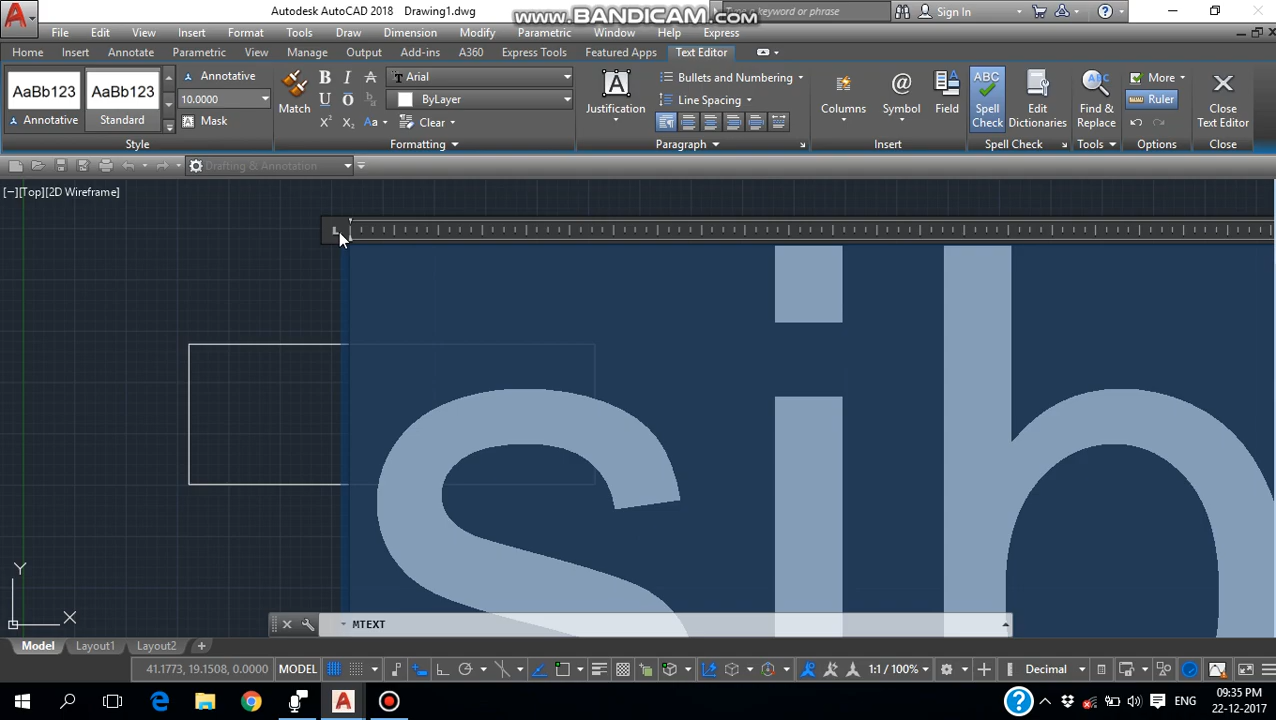 Autodesk AutoCAD 2018 Drawing1.dwg
www.BANDICAM.com
Type a keyword or phrase
Sign In
File Edit View Insert Format Tools Draw Dimension Modify Parametric Window Help Express
Home Insert Annotate Parametric View Manage Output Add-ins A360 Express Tools Featured Apps Text Editor
AaBb123 AaBb123 Annotative
Annotative Standard
10.0000
Mask
Style
Match
B I A
U O
Arial
ByLayer
Aa Clear
Formatting
A
Justification
Bullets and Numbering
Line Spacing
Paragraph
Columns
@
Symbol
Field
Insert
ABC
Spell Check
Edit Dictionaries
Spell Check
Find & Replace
Tools
More
Ruler
Options
Close Text Editor
Close
Drafting & Annotation
[−][Top][2D Wireframe]
sih
Y
X
MTEXT
Model Layout1 Layout2 +
41.1773, 19.1508, 0.0000 MODEL 1:1 / 100% Decimal
ENG
09:35 PM
22-12-2017